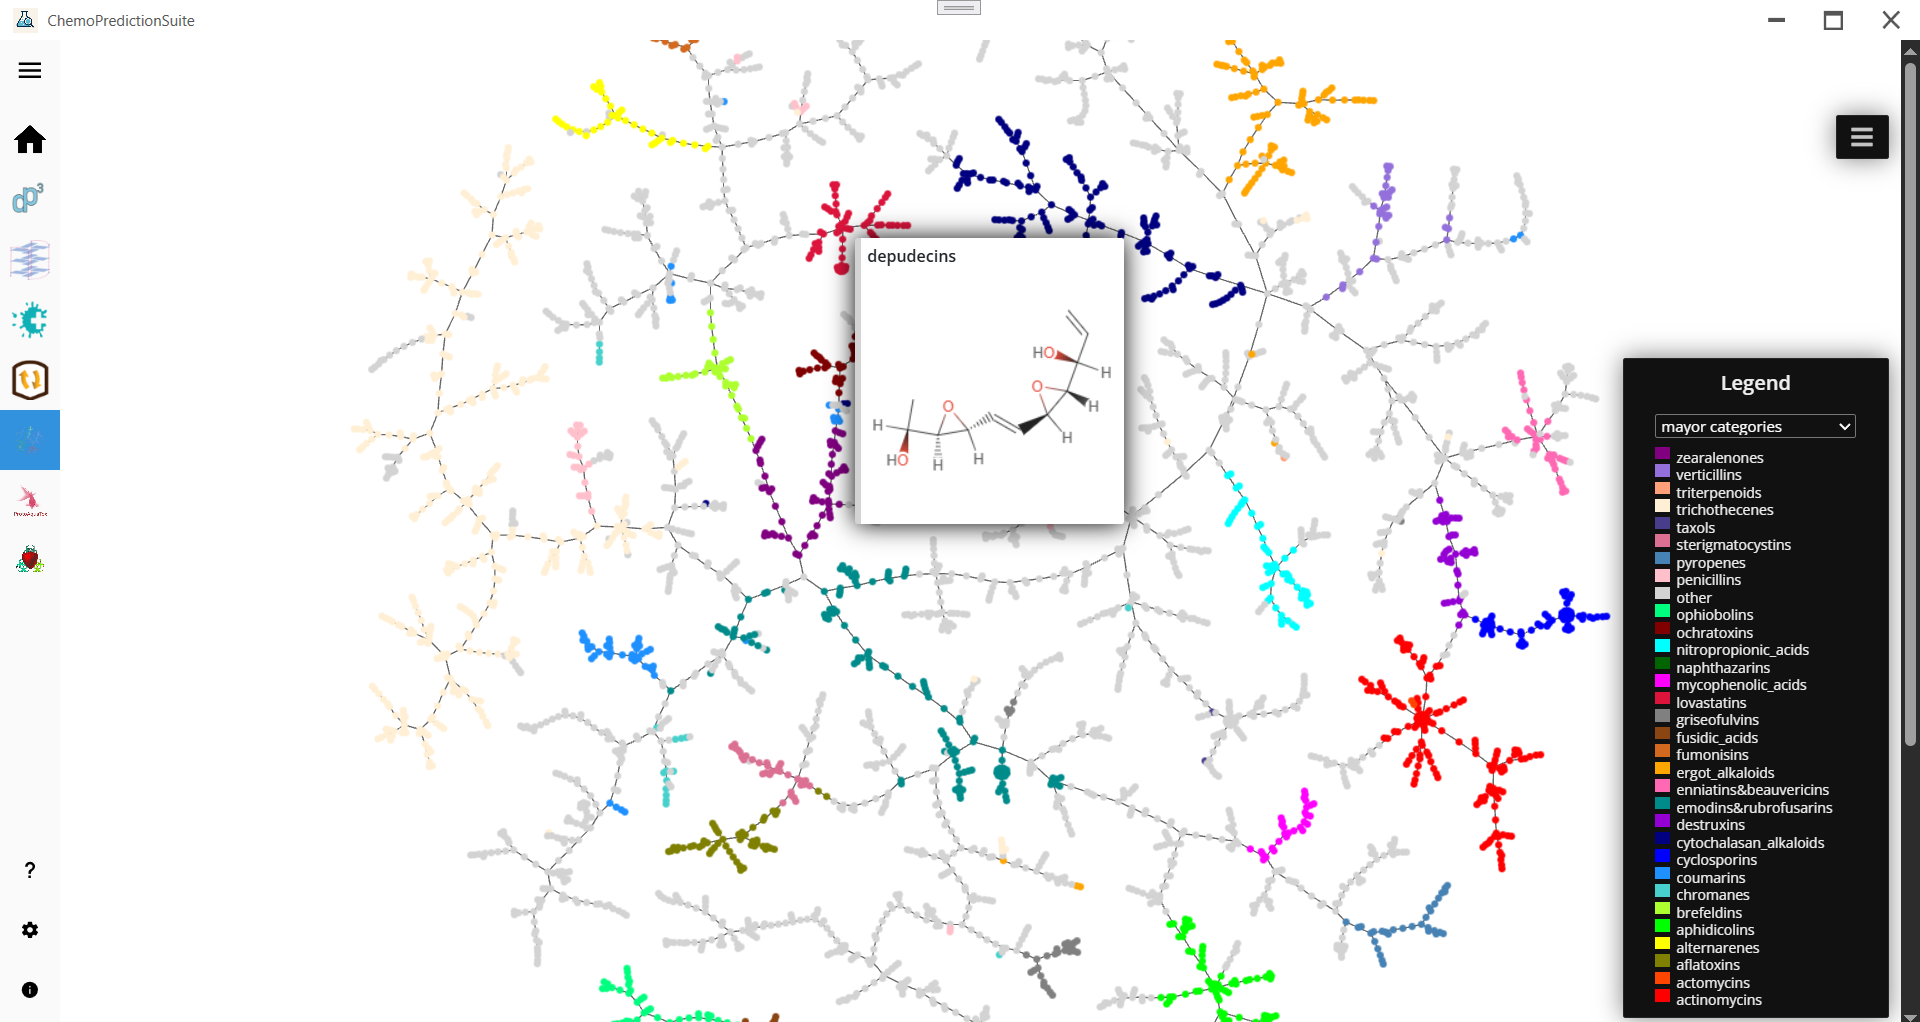 ChemoPredictionSuite
dp³
ProtoAquaTox
?
depudecins
HO
H
O
H
O
H
H
HO
H
H
Legend
mayor categories
zearalenones
verticillins
triterpenoids
trichothecenes
taxols
sterigmatocystins
pyropenes
penicillins
other
ophiobolins
ochratoxins
nitropropionic_acids
naphthazarins
mycophenolic_acids
lovastatins
griseofulvins
fusidic_acids
fumonisins
ergot_alkaloids
enniatins&beauvericins
emodins&rubrofusarins
destruxins
cytochalasan_alkaloids
cyclosporins
coumarins
chromanes
brefeldins
aphidicolins
alternarenes
aflatoxins
actomycins
actinomycins